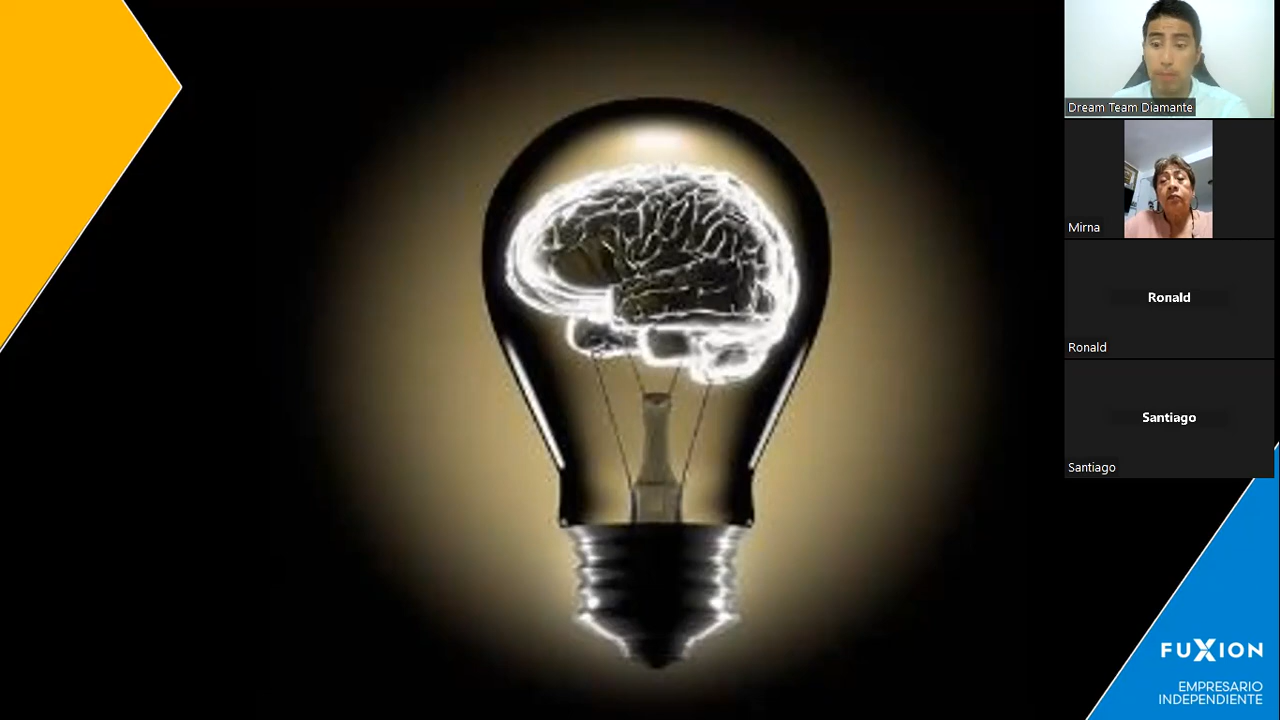 Dream Team Diamante
Mirna
Ronald
Ronald
Santiago
Santiago
FUXION
EMPRESARIO
INDEPENDIENTE